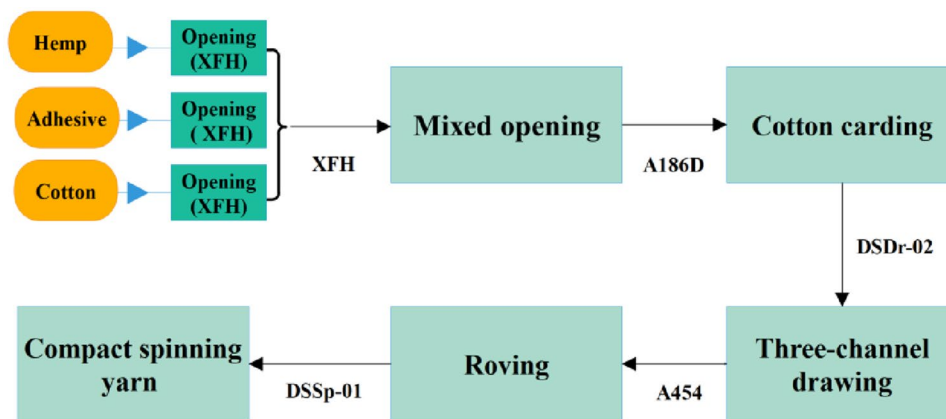 Hemp
Opening
(XFH)
Adhesive
Opening
( XFH)
Cotton
Opening
(XFH)
XFH
Mixed opening
A186D
Cotton carding
DSDr-02
Three-channel
drawing
A454
Roving
DSSp-01
Compact spinning
yarn